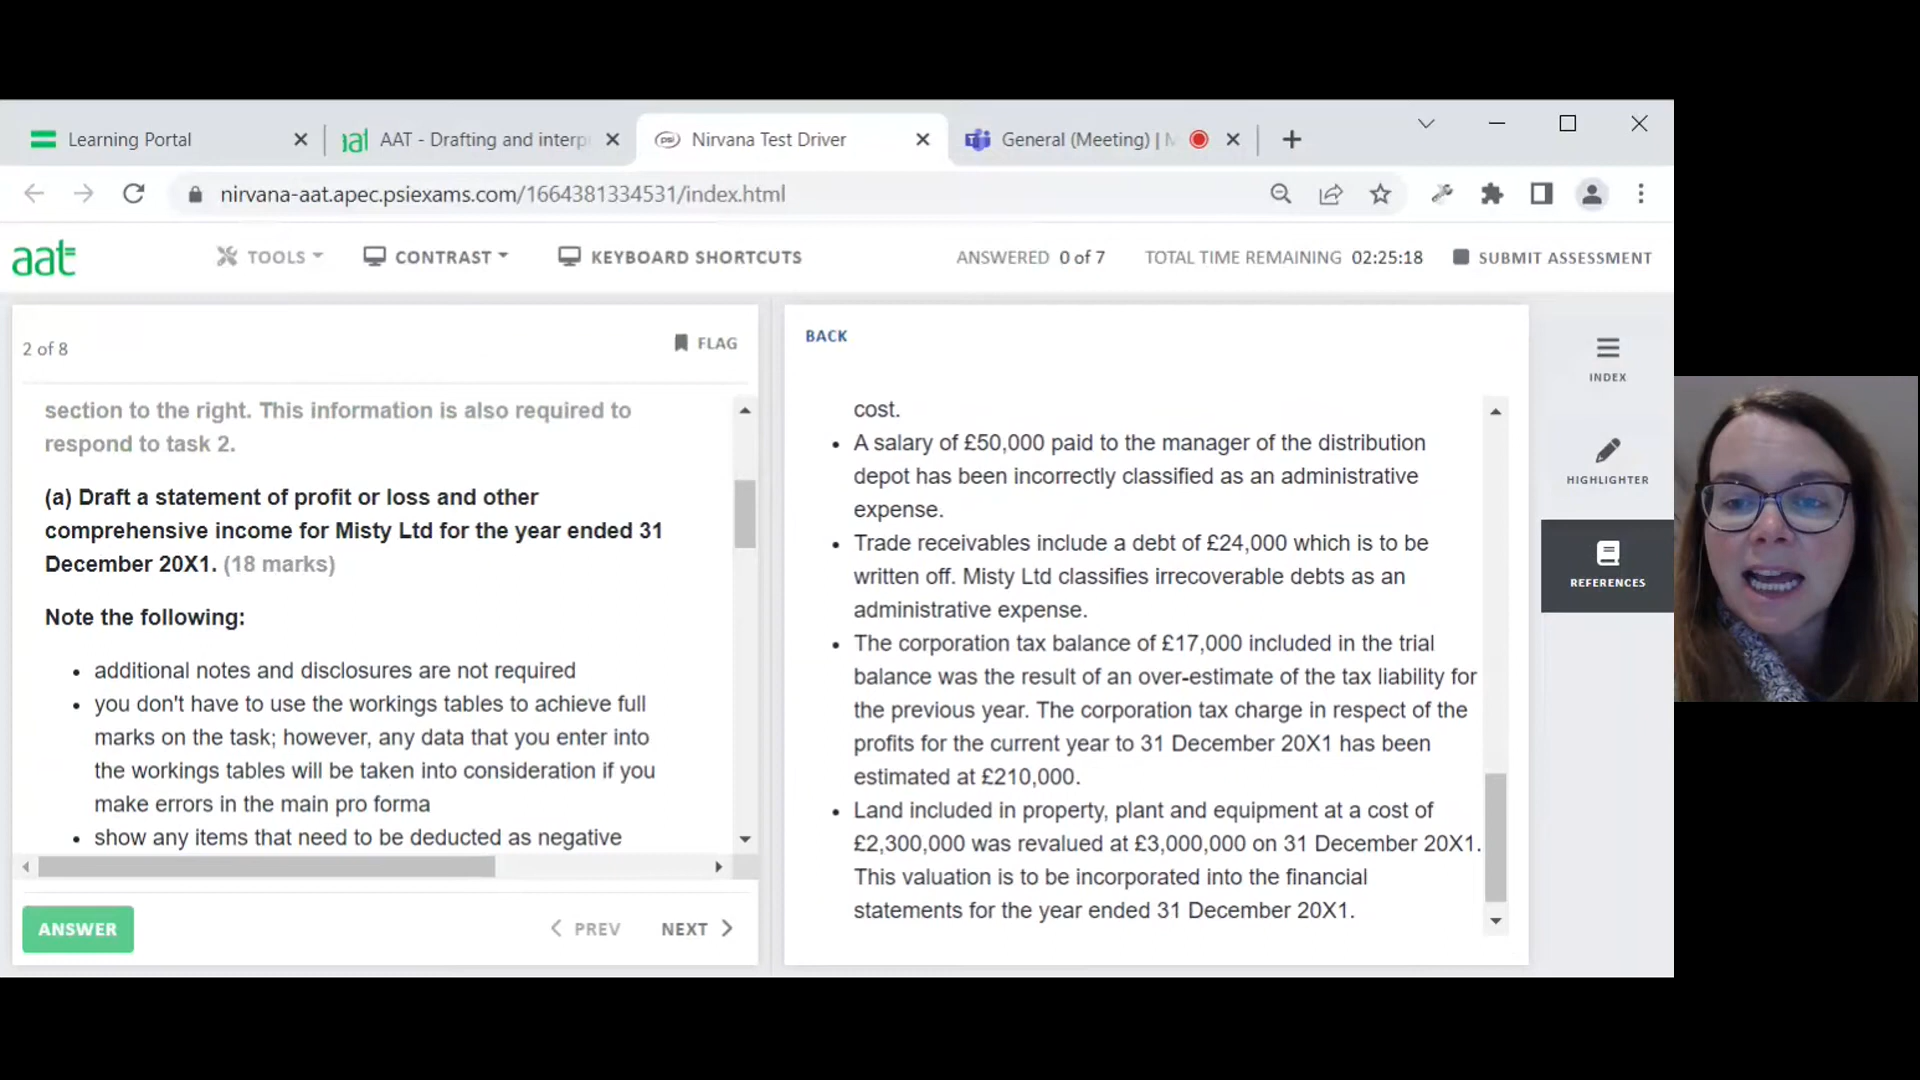 Learning Portal
AAT - Drafting and interp
Nirvana Test Driver
General (Meeting) |
nirvana-aat.apec.psiexams.com/1664381334531/index.html
aat
TOOLS
CONTRAST
KEYBOARD SHORTCUTS
ANSWERED 0 of 7
TOTAL TIME REMAINING 02:25:18
SUBMIT ASSESSMENT
2 of 8
FLAG
section to the right. This information is also required to
respond to task 2.
(a) Draft a statement of profit or loss and other
comprehensive income for Misty Ltd for the year ended 31
December 20X1. (18 marks)
Note the following:
• additional notes and disclosures are not required
• you don't have to use the workings tables to achieve full
marks on the task; however, any data that you enter into
the workings tables will be taken into consideration if you
make errors in the main pro forma
• show any items that need to be deducted as negative
ANSWER
PREV
NEXT
BACK
cost.
• A salary of £50,000 paid to the manager of the distribution
depot has been incorrectly classified as an administrative
expense.
• Trade receivables include a debt of £24,000 which is to be
written off. Misty Ltd classifies irrecoverable debts as an
administrative expense.
• The corporation tax balance of £17,000 included in the trial
balance was the result of an over-estimate of the tax liability for
the previous year. The corporation tax charge in respect of the
profits for the current year to 31 December 20X1 has been
estimated at £210,000.
• Land included in property, plant and equipment at a cost of
£2,300,000 was revalued at £3,000,000 on 31 December 20X1.
This valuation is to be incorporated into the financial
statements for the year ended 31 December 20X1.
INDEX
HIGHLIGHTER
REFERENCES